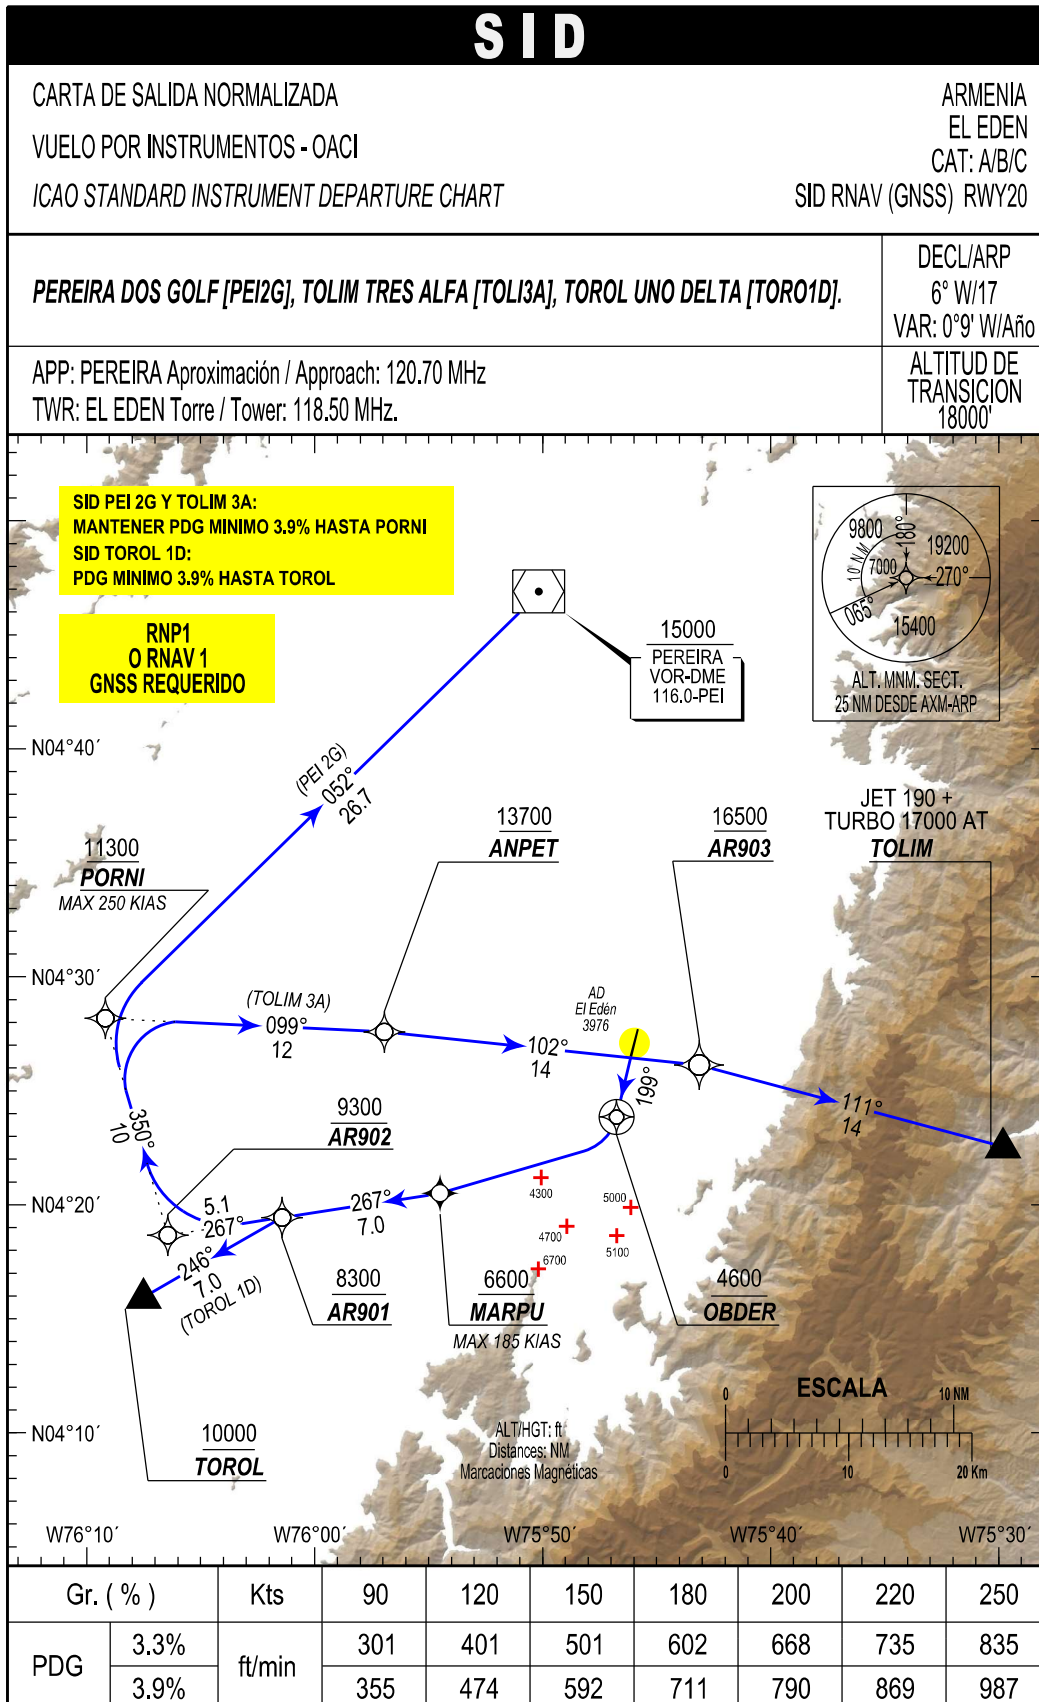 SID
CARTA DE SALIDA NORMALIZADA
VUELO POR INSTRUMENTOS - OACI
ICAO STANDARD INSTRUMENT DEPARTURE CHART
ARMENIA
EL EDEN
CAT: A/B/C
SID RNAV (GNSS) RWY20
PEREIRA DOS GOLF [PEI2G], TOLIM TRES ALFA [TOLI3A], TOROL UNO DELTA [TORO1D].
DECL/ARP
6° W/17
VAR: 0°9' W/Año
APP: PEREIRA Aproximación / Approach: 120.70 MHz
TWR: EL EDEN Torre / Tower: 118.50 MHz.
ALTITUD DE
TRANSICION
18000'
SID PEI 2G Y TOLIM 3A:
MANTENER PDG MINIMO 3.9% HASTA PORNI
SID TOROL 1D:
PDG MINIMO 3.9% HASTA TOROL
RNP1
O RNAV 1
GNSS REQUERIDO
9800
180°
19200
10 NM
7000
270°
065°
15400
ALT. MNM. SECT.
25 NM DESDE AXM-ARP
15000
PEREIRA
VOR-DME
116.0-PEI
N04°40´
(PEI 2G)
052°
26.7
JET 190 +
TURBO 17000 AT
TOLIM
13700
ANPET
16500
AR903
11300
PORNI
MAX 250 KIAS
N04°30´
(TOLIM 3A)
099°
12
AD
El Edén
3976
102°
14
199°
111°
14
350°
10
9300
AR902
N04°20´
5.1
267°
267°
7.0
4300
5000
4700
5100
6700
246°
7.0
(TOROL 1D)
8300
AR901
6600
MARPU
MAX 185 KIAS
4600
OBDER
ESCALA
0
10 NM
0
10
20 Km
N04°10´
10000
TOROL
ALT/HGT: ft
Distances: NM
Marcaciones Magnéticas
W76°10´
W76°00´
W75°50´
W75°40´
W75°30´
Gr. ( % )
Kts
90
120
150
180
200
220
250
PDG
3.3%
ft/min
301
401
501
602
668
735
835
3.9%
355
474
592
711
790
869
987